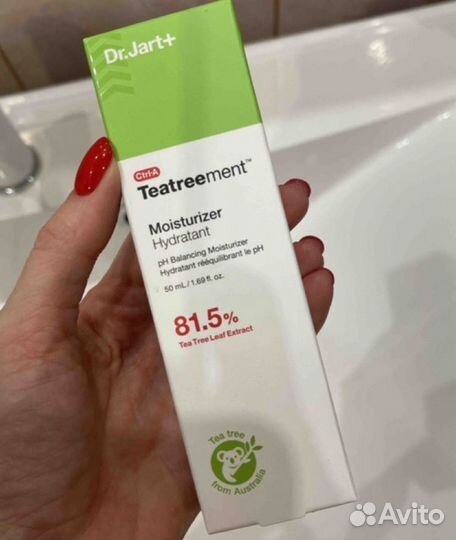 Dr.Jart+
Ctrl-A
Teatreement™
Moisturizer
Hydratant
pH Balancing Moisturizer
Hydratant rééquilibrant le pH
50 mL / 1.69 fl. oz.
81.5%
Tea Tree Leaf Extract
Tea tree
from Australia
Avito